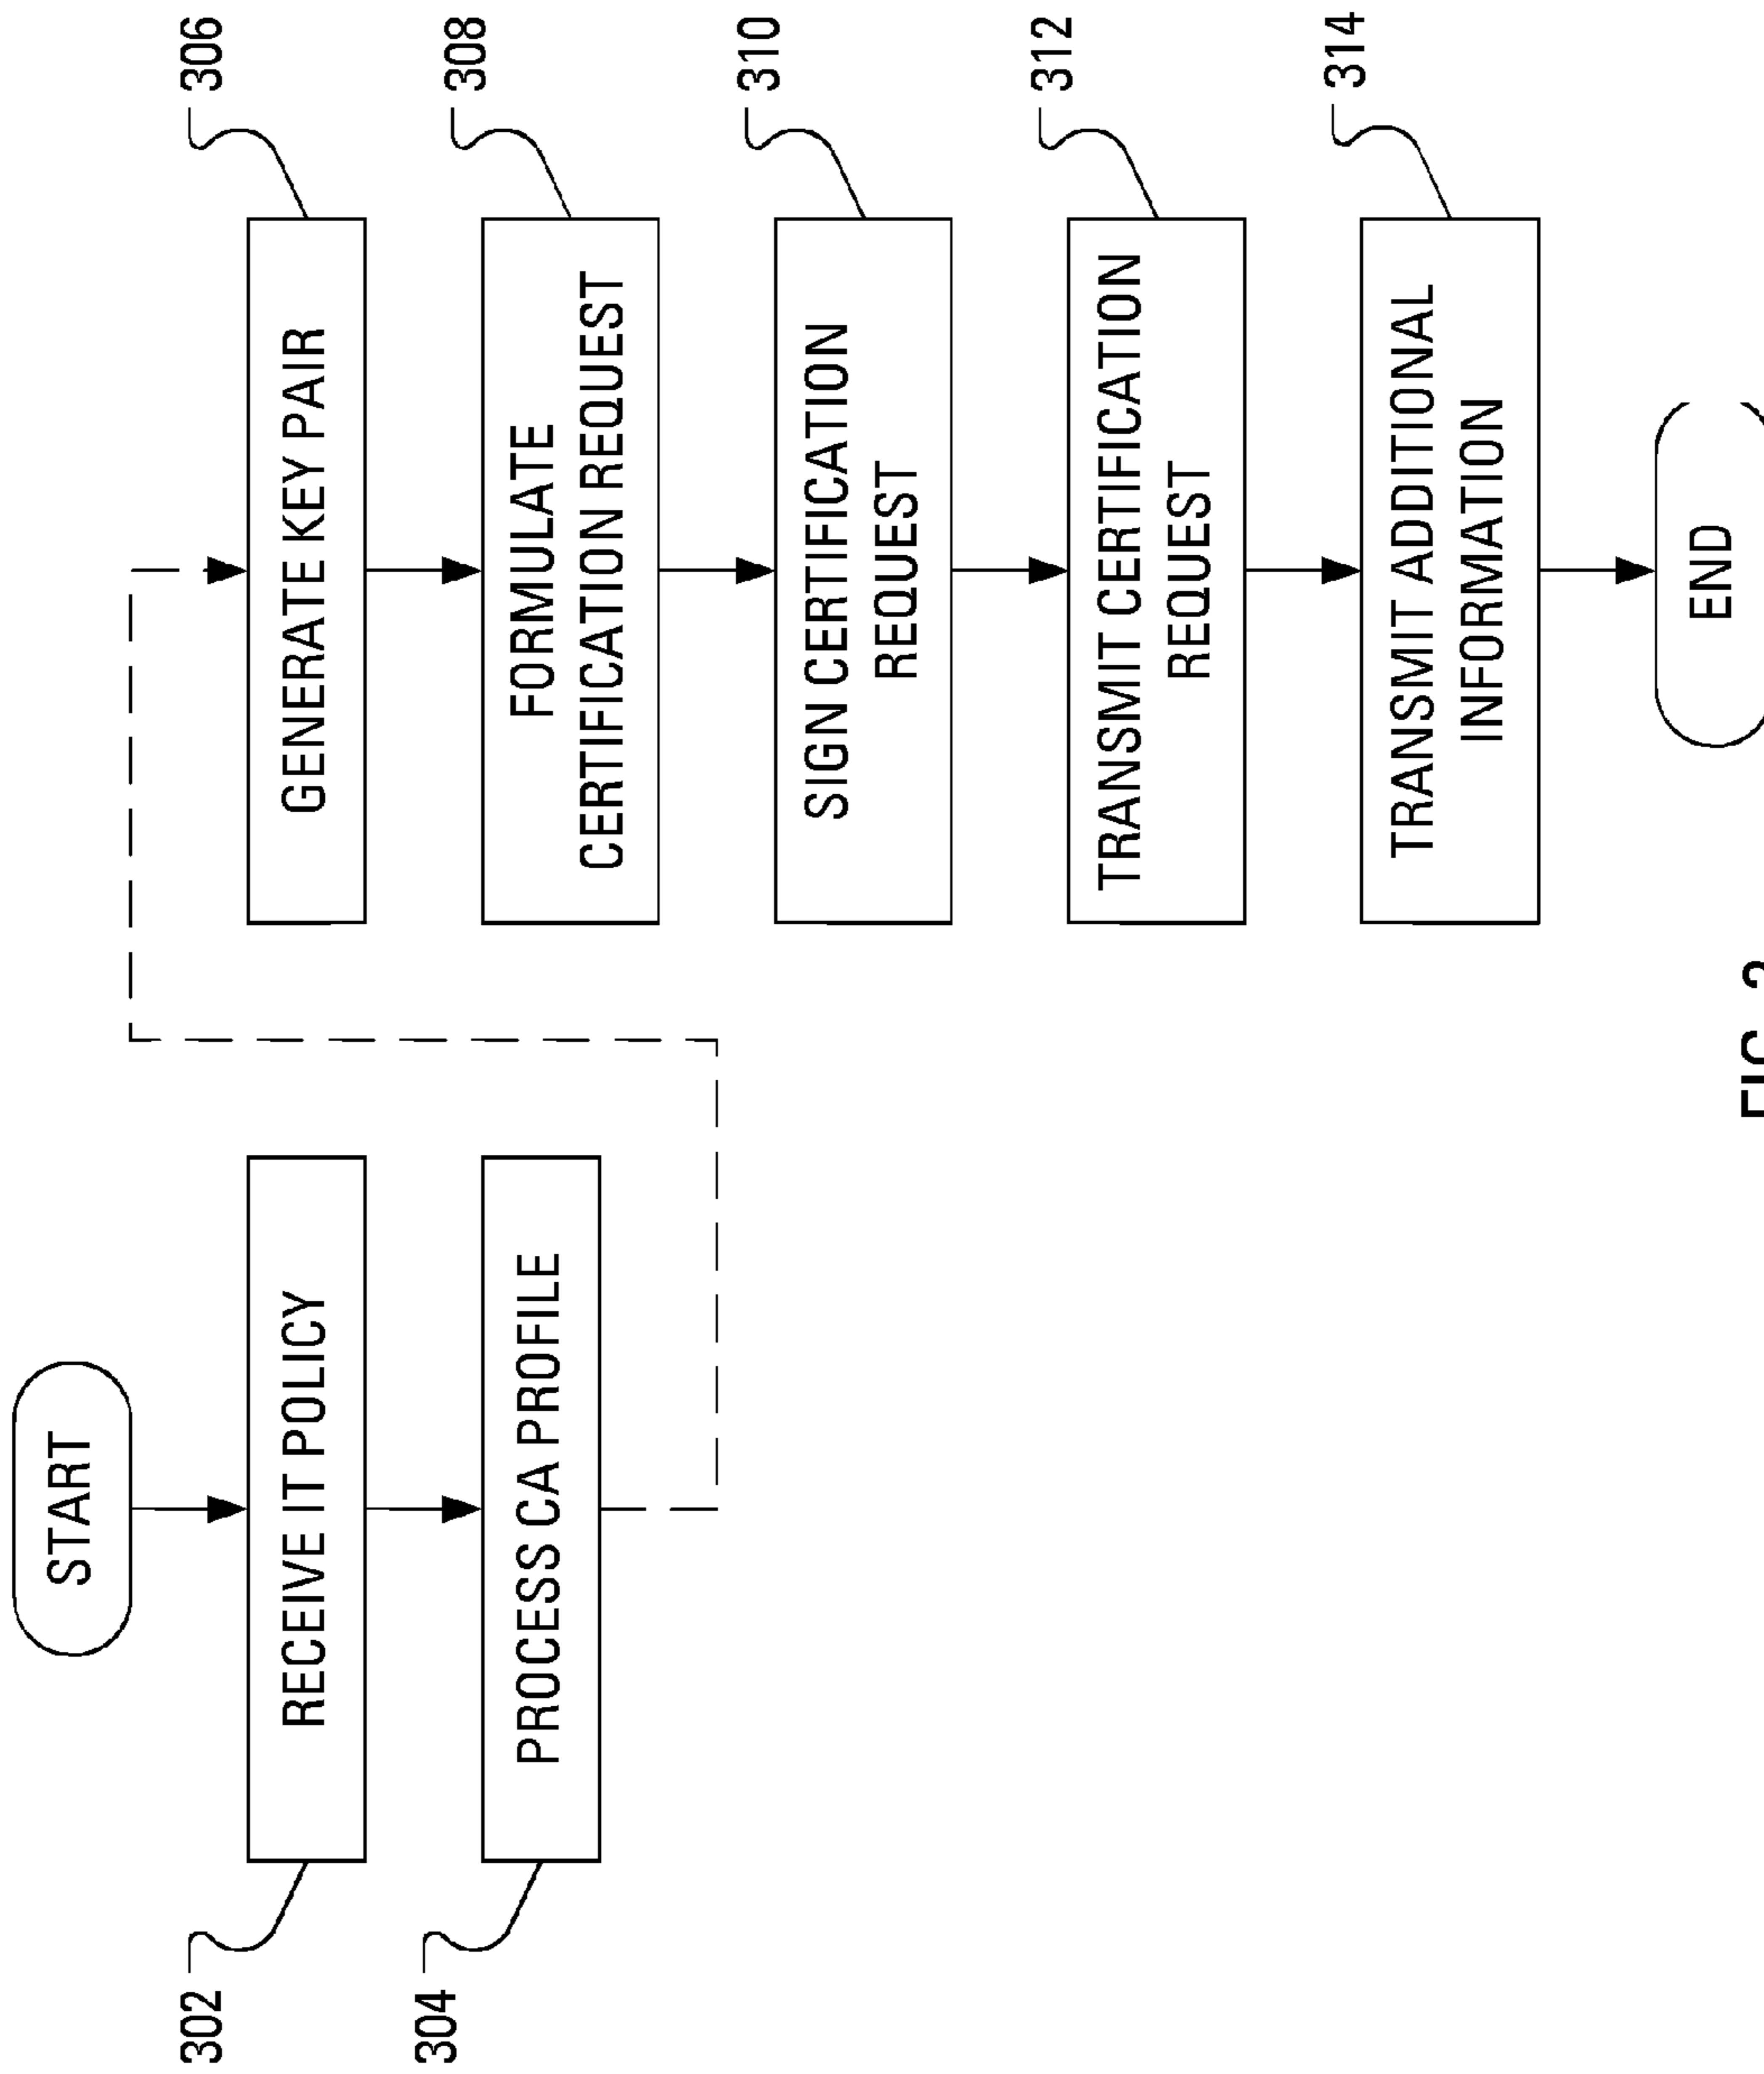 START
302
RECEIVE IT POLICY
304
PROCESS CA PROFILE
306
GENERATE KEY PAIR
308
FORMULATE
CERTIFICATION REQUEST
310
SIGN CERTIFICATION
REQUEST
312
TRANSMIT CERTIFICATION
REQUEST
314
TRANSMIT ADDITIONAL
INFORMATION
END
FIG.